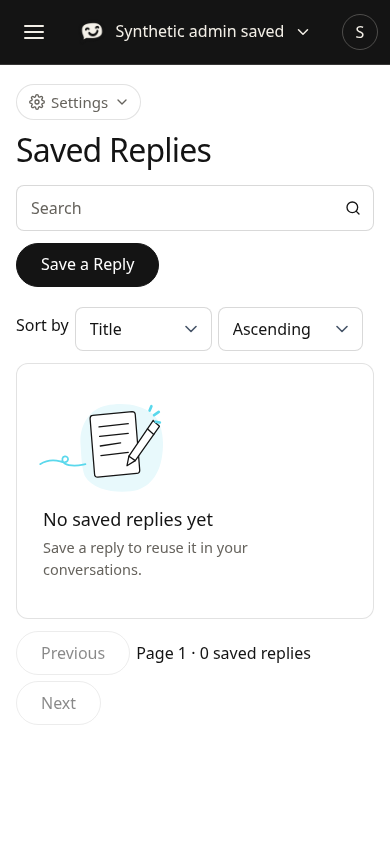 Synthetic admin saved
S
Settings
Saved Replies
Search
Save a Reply
Sort by
Title
Ascending
No saved replies yet
Save a reply to reuse it in your
conversations.
Previous
Page 1 · 0 saved replies
Next